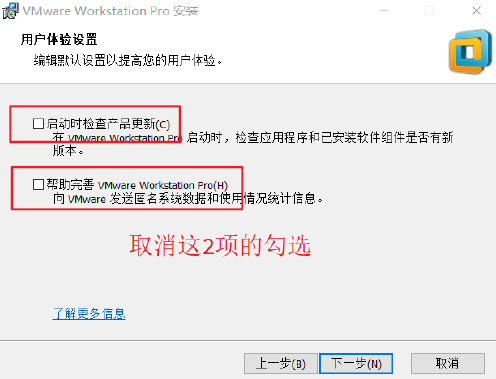 VMware Workstation Pro 安装
用户体验设置
编辑默认设置以提高您的用户体验。
启动时检查产品更新(C)
在 VMware Workstation Pro 启动时，检查应用程序和已安装软件组件是否有新
版本。
帮助完善 VMware Workstation Pro(H)
向 VMware 发送匿名系统数据和使用情况统计信息。
取消这2项的勾选
了解更多信息
上一步(B) 下一步(N) 取消